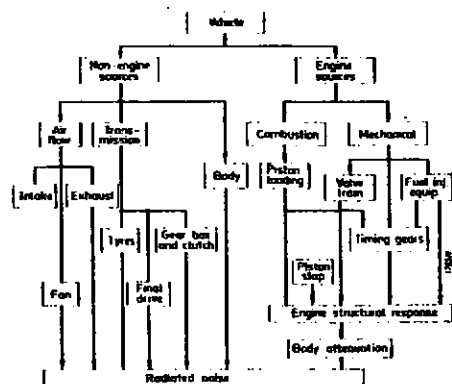 Vehicle
Non-engine
sources
Engine
sources
Air
flow
Trans-
mission
Combustion
Mechanical
Body
Piston
loading
Valve
train
Fuel inj.
equip
Intake
Exhaust
Tyres
Gear box
and clutch
Timing gears
Fan
Final
drive
Piston
slap
Engine structural response
Body attenuation
Radiated noise